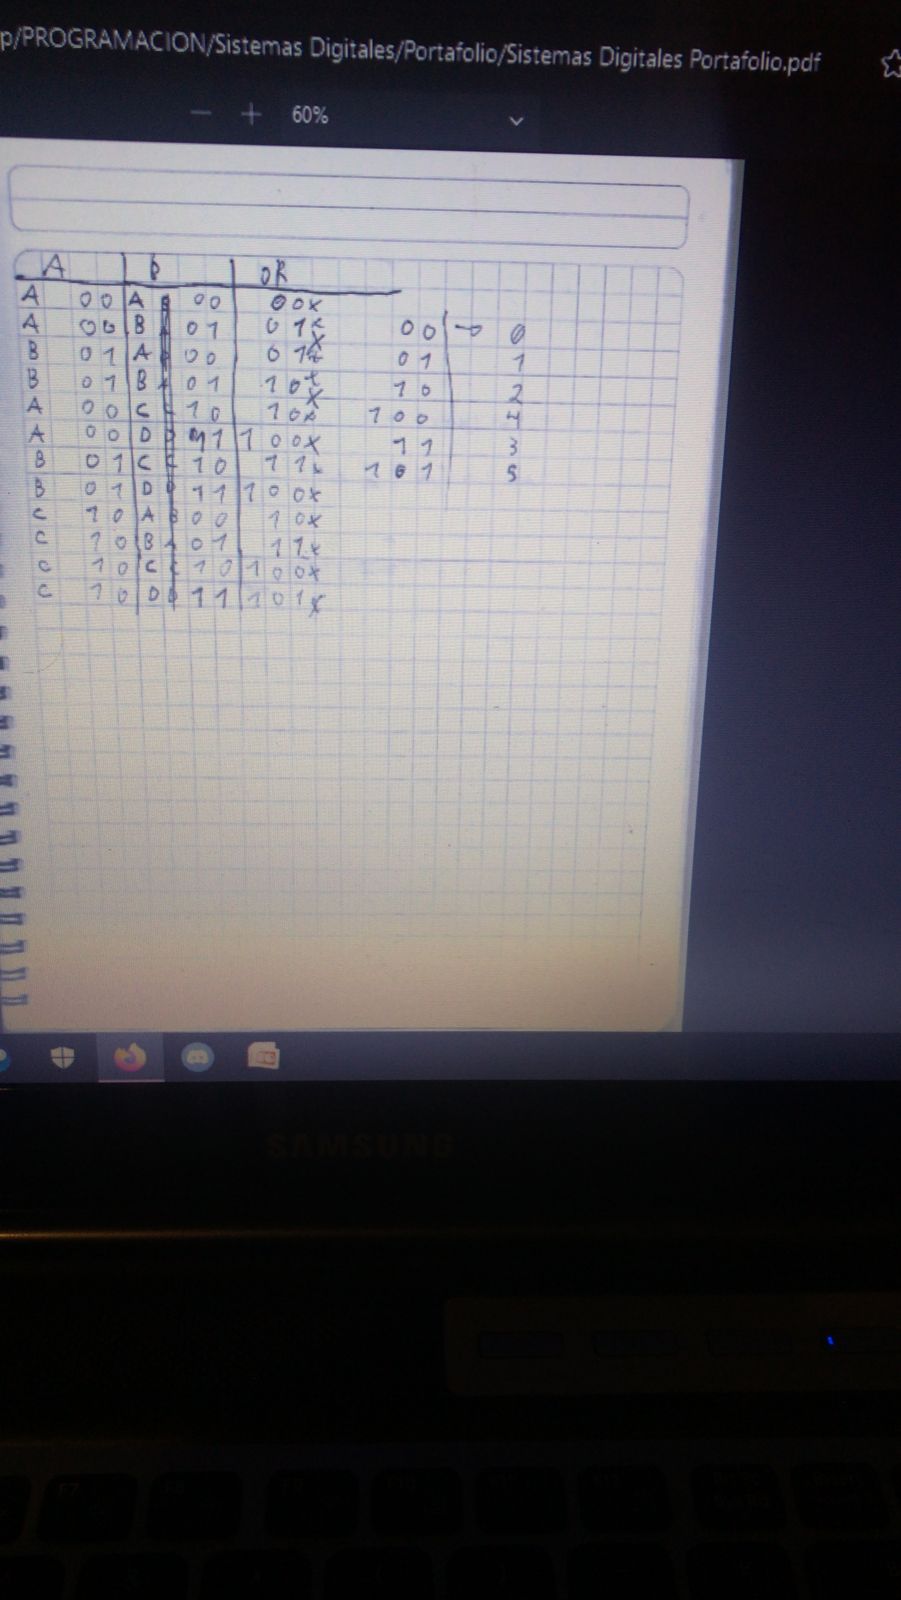 p/PROGRAMACION/Sistemas Digitales/Portafolio/Sistemas Digitales Portafolio.pdf
− + 60%
A B OR
A 00 A 00 00x
A 00 B 01 01x 00 → 0
B 01 A 00 01x 01 1
B 01 B 01 10x 10 2
A 00 C 10 10x 100 4
A 00 D 11 100x 11 3
B 01 C 10 11x 101 5
B 01 D 11 100x
C 10 A 00 10x
C 10 B 01 11x
C 10 C 10 100x
C 10 D 11 101x
SAMSUNG
F7